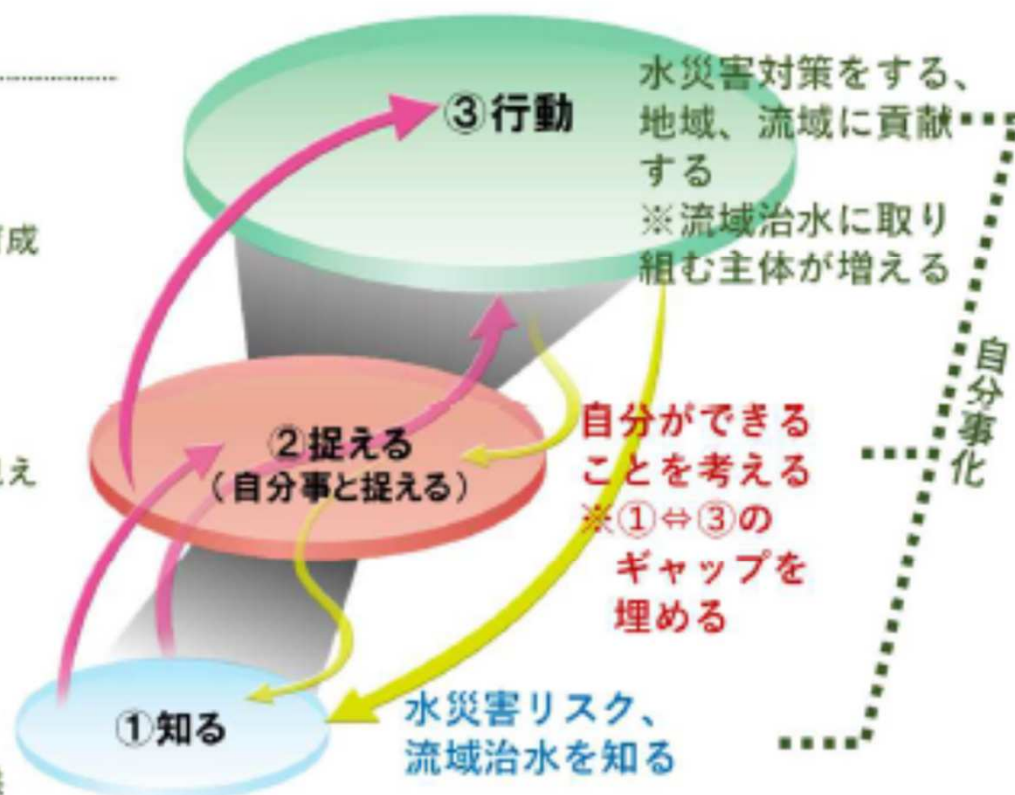 ③行動
水災害対策をする、
地域、流域に貢献
する
※流域治水に取り
組む主体が増える
成
②捉える
（自分事と捉える）
自分ができる
ことを考える
※①⇔③の
ギャップを
埋める
え
自分事化
①知る
水災害リスク、
流域治水を知る